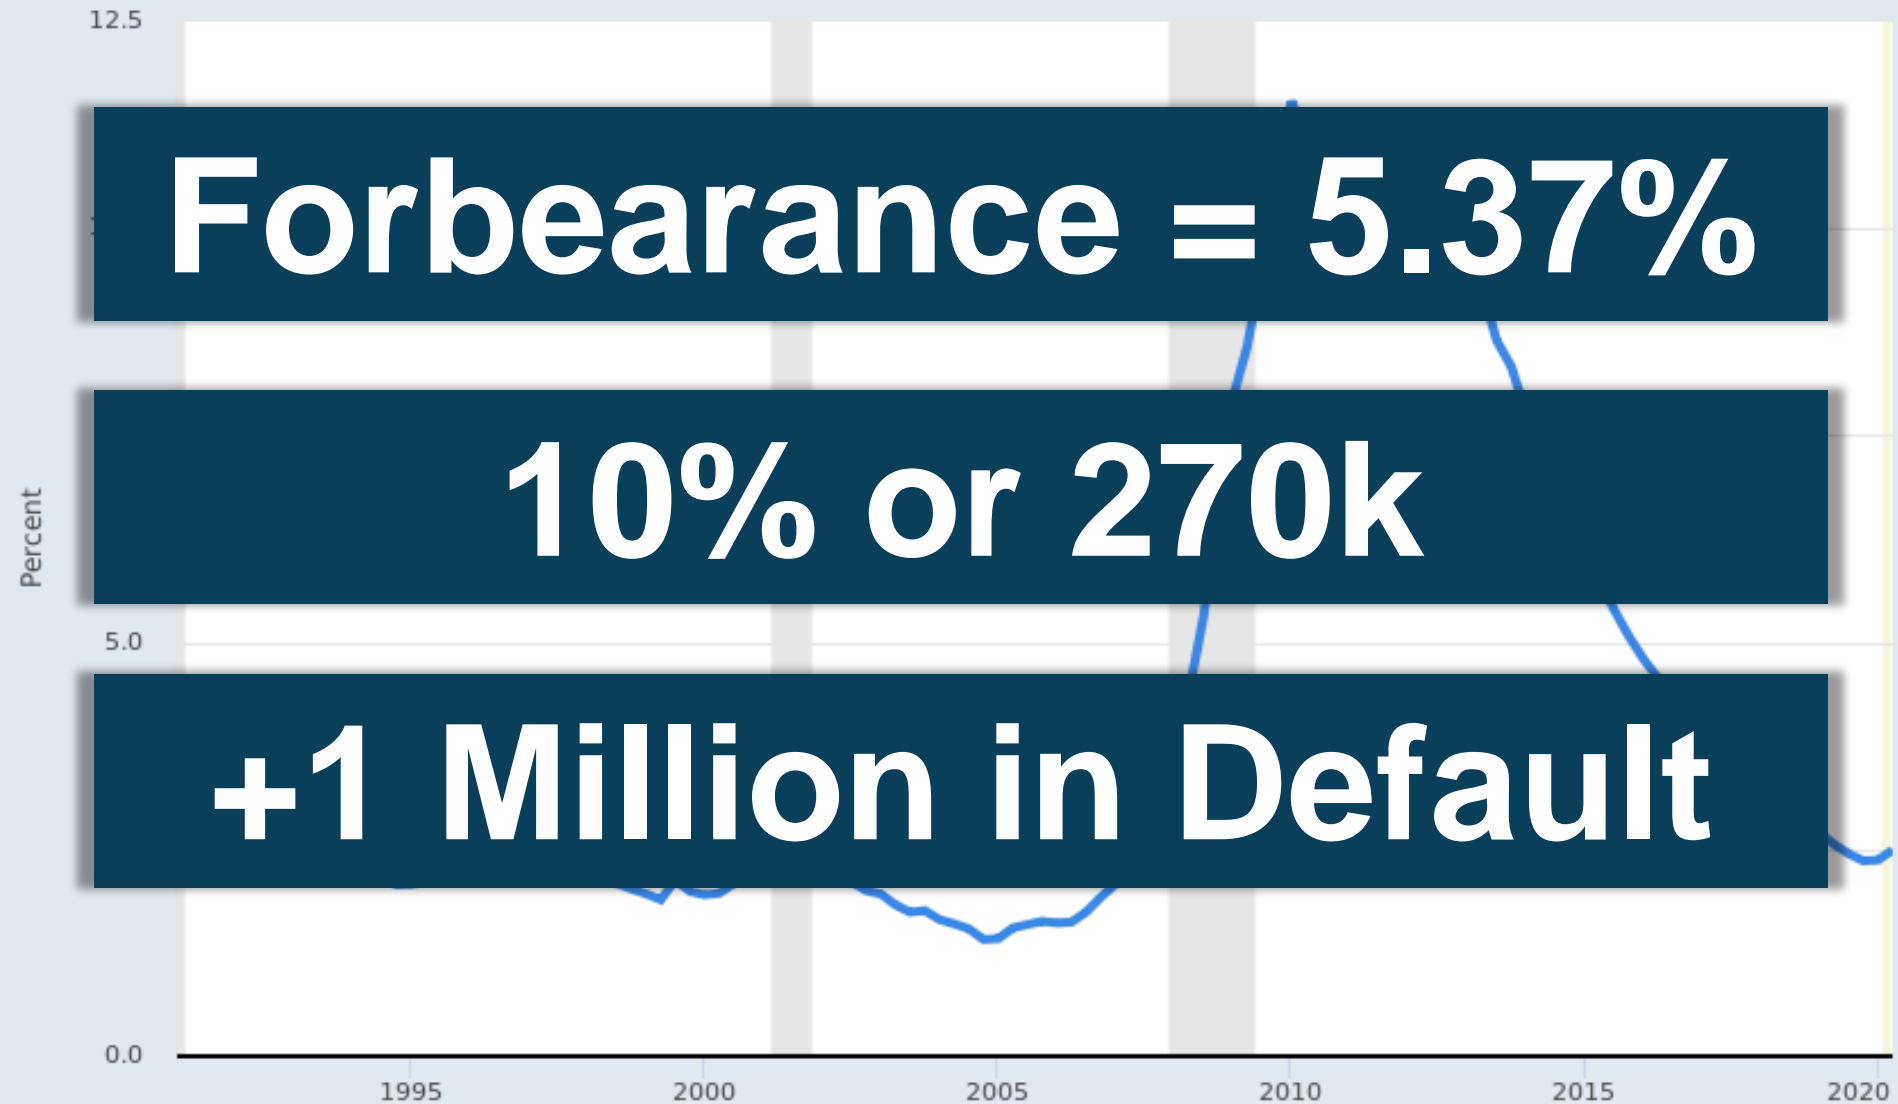 12.5
Forbearance = 5.37%
10% or 270k
Percent
5.0
+1 Million in Default
0.0
1995 2000 2005 2010 2015 2020